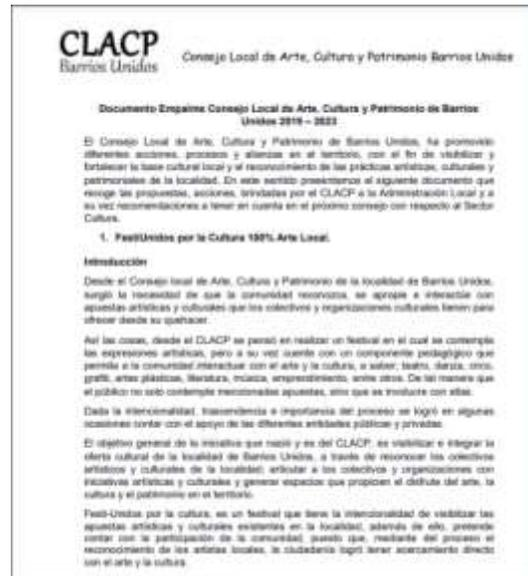 CLACP
Barrios Unidos
Consejo Local de Arte, Cultura y Patrimonio Barrios Unidos
Documento Empalme Consejo Local de Arte, Cultura y Patrimonio de Barrios
Unidos 2019 – 2023
El Consejo Local de Arte, Cultura y Patrimonio de Barrios Unidos, ha promovido
diferentes acciones, procesos y alianzas en el territorio, con el fin de visibilizar y
fortalecer la base cultural local y el reconocimiento de las prácticas artísticas, culturales y
patrimoniales de la localidad. En este sentido presentamos el siguiente documento que
recoge las propuestas, acciones, brindadas por el CLACP a la Administración Local y a
su vez recomendaciones a tener en cuenta en el próximo consejo con respecto al Sector
Cultura.
1. FestiUnidos por la Cultura 100% Arte Local.
Introducción
Desde el Consejo local de Arte, Cultura y Patrimonio de la localidad de Barrios Unidos,
surgió la necesidad de que la comunidad reconozca, se apropie e interactúe con
apuestas artísticas y culturales que los colectivos y organizaciones culturales tienen para
ofrecer desde su quehacer.
Así las cosas, desde el CLACP se pensó en realizar un festival en el cual se contempla
las expresiones artísticas, pero a su vez cuente con un componente pedagógico que
permita a la comunidad interactuar con el arte y la cultura, a saber; teatro, danza, circo,
grafiti, artes plásticas, literatura, música, emprendimiento, entre otros. De tal manera que
el público no solo contemple mencionadas apuestas, sino que se involucre con ellas.
Dada la intencionalidad, trascendencia e importancia del proceso se logró en algunas
ocasiones contar con el apoyo de las diferentes entidades públicas y privadas.
El objetivo general de la iniciativa que nació y es del CLACP, es visibilizar e integrar la
oferta cultural de la localidad de Barrios Unidos, a través de reconocer los colectivos
artísticos y culturales de la localidad; articular a los colectivos y organizaciones con
iniciativas artísticas y culturales y generar espacios que propicien el disfrute del arte, la
cultura y el patrimonio en el territorio.
Festi-Unidos por la cultura, es un festival que tiene la intencionalidad de visibilizar las
apuestas artísticas y culturales existentes en la localidad, además de ello, pretende
contar con la participación de la comunidad, puesto que, mediante del proceso el
reconocimiento de los artistas locales, la ciudadanía logró tener acercamiento directo
con el arte y la cultura.